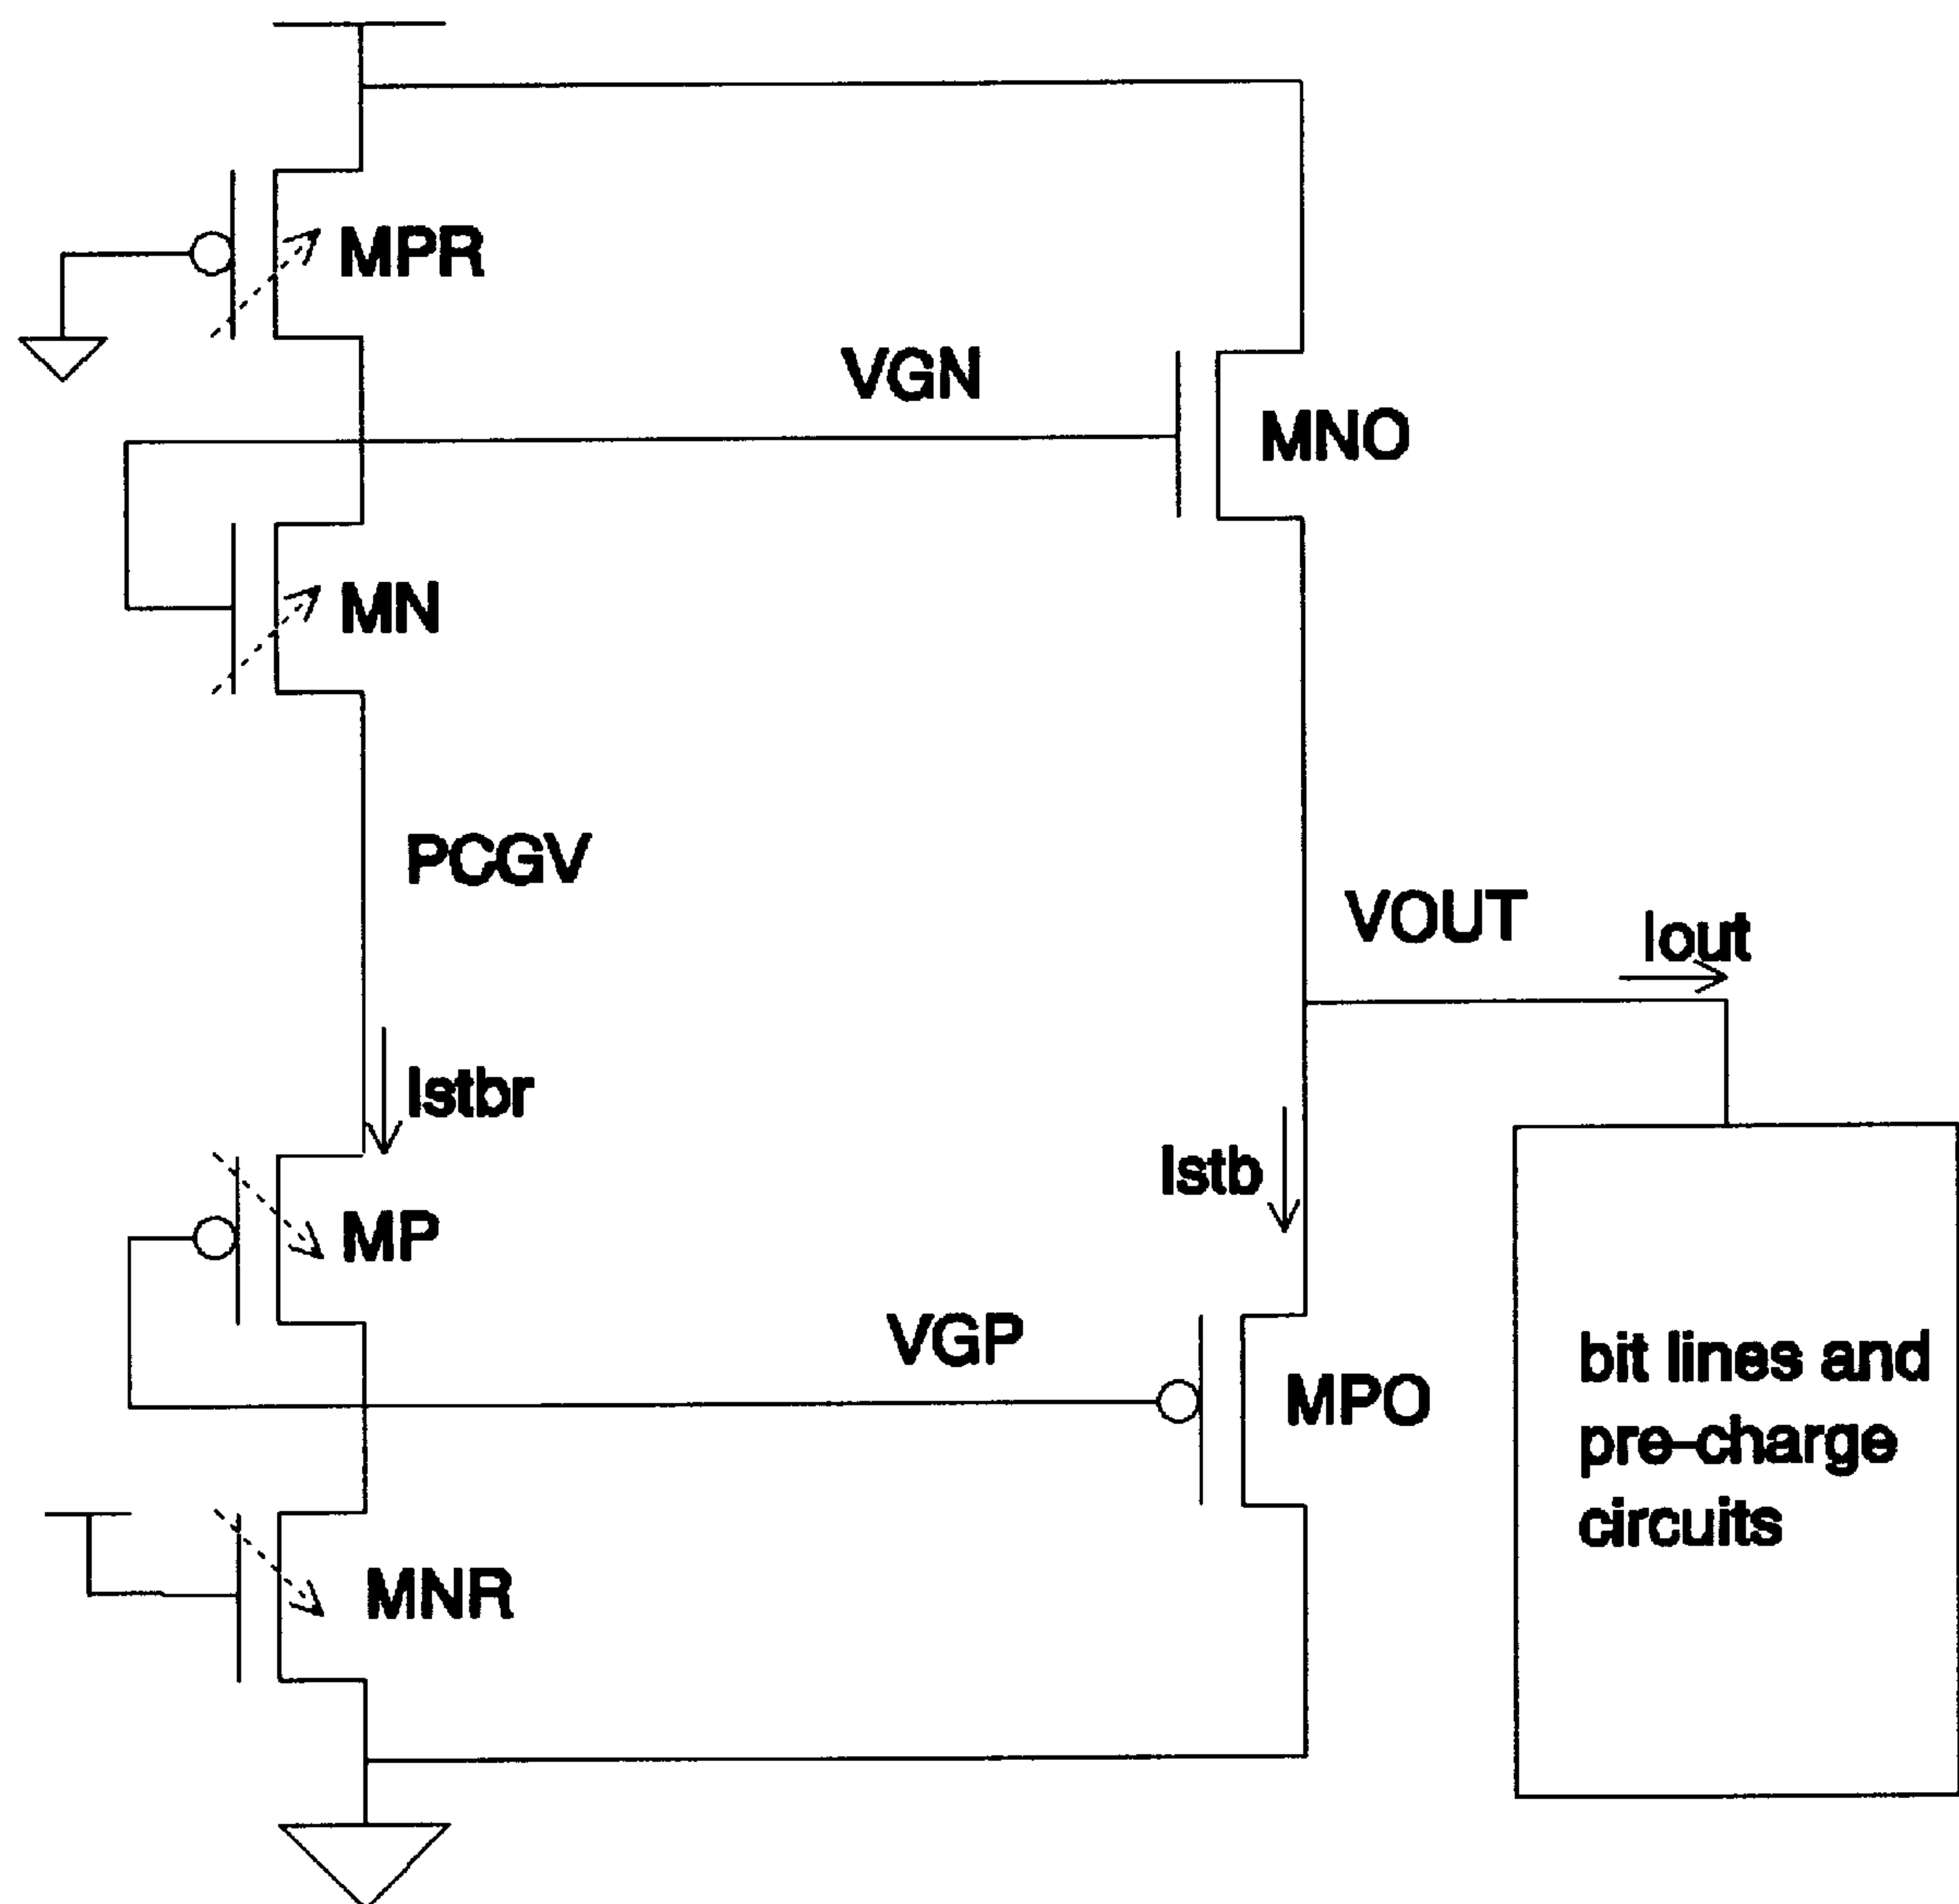 MPR
VGN
MNO
MN
PCGV
VOUT
Iout
Istbr
Istb
MP
VGP
MPO
bit lines and
pre-charge
circuits
MNR